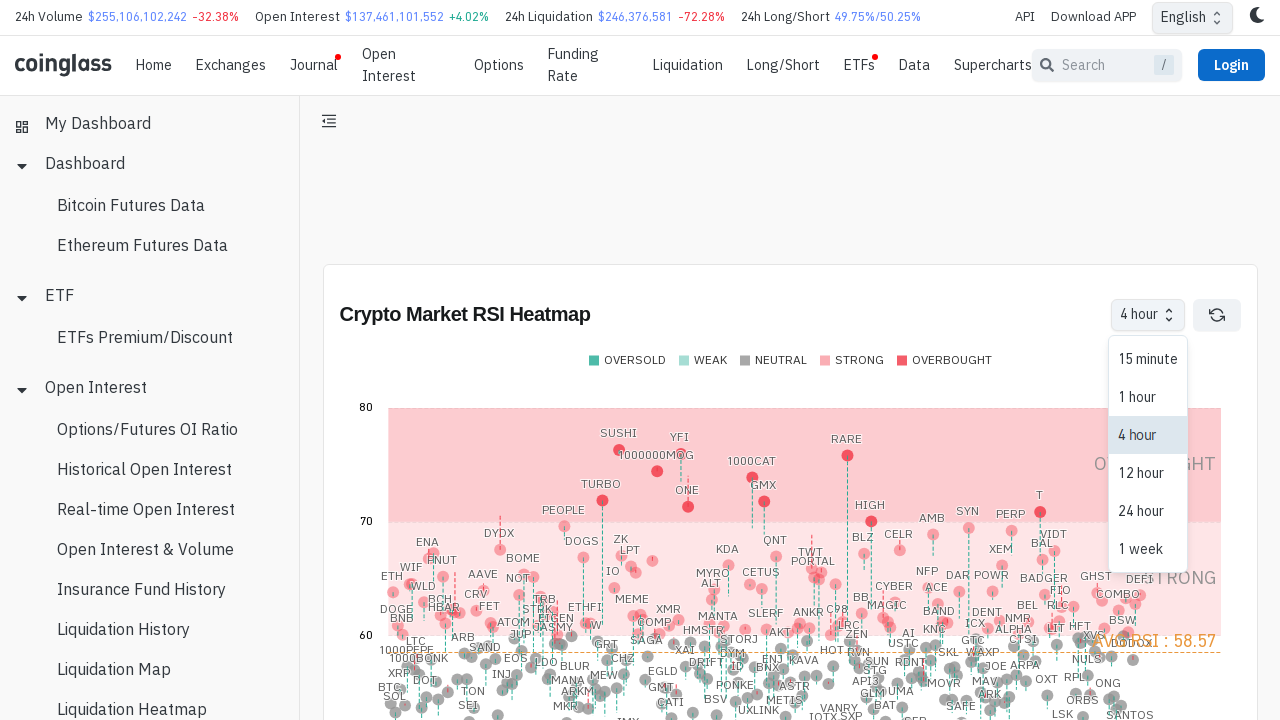 24h Volume $255,106,102,242 -32.38% Open Interest $137,461,101,552 +4.02% 24h Liquidation $246,376,581 -72.28% 24h Long/Short 49.75%/50.25% API Download APP English
coinglass Home Exchanges Journal Open Interest Options Funding Rate Liquidation Long/Short ETFs Data Supercharts Search / Login
My Dashboard
Dashboard
Bitcoin Futures Data
Ethereum Futures Data
ETF
ETFs Premium/Discount
Open Interest
Options/Futures OI Ratio
Historical Open Interest
Real-time Open Interest
Open Interest & Volume
Insurance Fund History
Liquidation History
Liquidation Map
Liquidation Heatmap
Crypto Market RSI Heatmap
4 hour
15 minute
1 hour
4 hour
12 hour
24 hour
1 week
OVERSOLD WEAK NEUTRAL STRONG OVERBOUGHT
80
SUSHI YFI RARE
1000000MOG 1000CAT
TURBO ONE GMX
HIGH T
70
PEOPLE AMB SYN PERP
DYDX ZK CELR VIDT
ENA DOGS LPT KDA QNT BLZ XEM BAL
WIF BNUT BOME IO MYRO CETUS TWT PORTAL NFP DAR POWR BADGER GHST DEFI
ETH WLD AAVE NOT ALT CYBER ACE FIO COMBO
CRV TRB MEME BB MAGIC
DOGE BCH HBAR FET STRK ETHFI XMR SLERF ANKR C98 BAND DENT BEL RLC
BNB ATOM EIGEN COMP MANTA LRC ICX NMR HFT BSW
60
LTC ARB JUP JASMY W SAGA HMSTR STORJ AKT ZEN AI KNC GTC ALPHA LIT CTSI XVS DODOX
AVG RSI : 58.57
STRONG
1000PEPE 1000BONK SAND EOS LDO GRT CHZ XAI DRIFT DYM ENJ KAVA HOT RVN SUN USTC RDNT SKL WAXP JOE ARPA NULS
XRP BOL INJ BLUR MEW EGLD ID BNX STG API3 MOVR MAV OXT RPL ONG
BTC SOL TON MANA ARKM GMT BSV PONKE ASTR METIS GLM UMA ARK ORBS
SEI MKR CATI UXLINK VANRY BAT SAFE LSK SANTOS
IOTX SXP